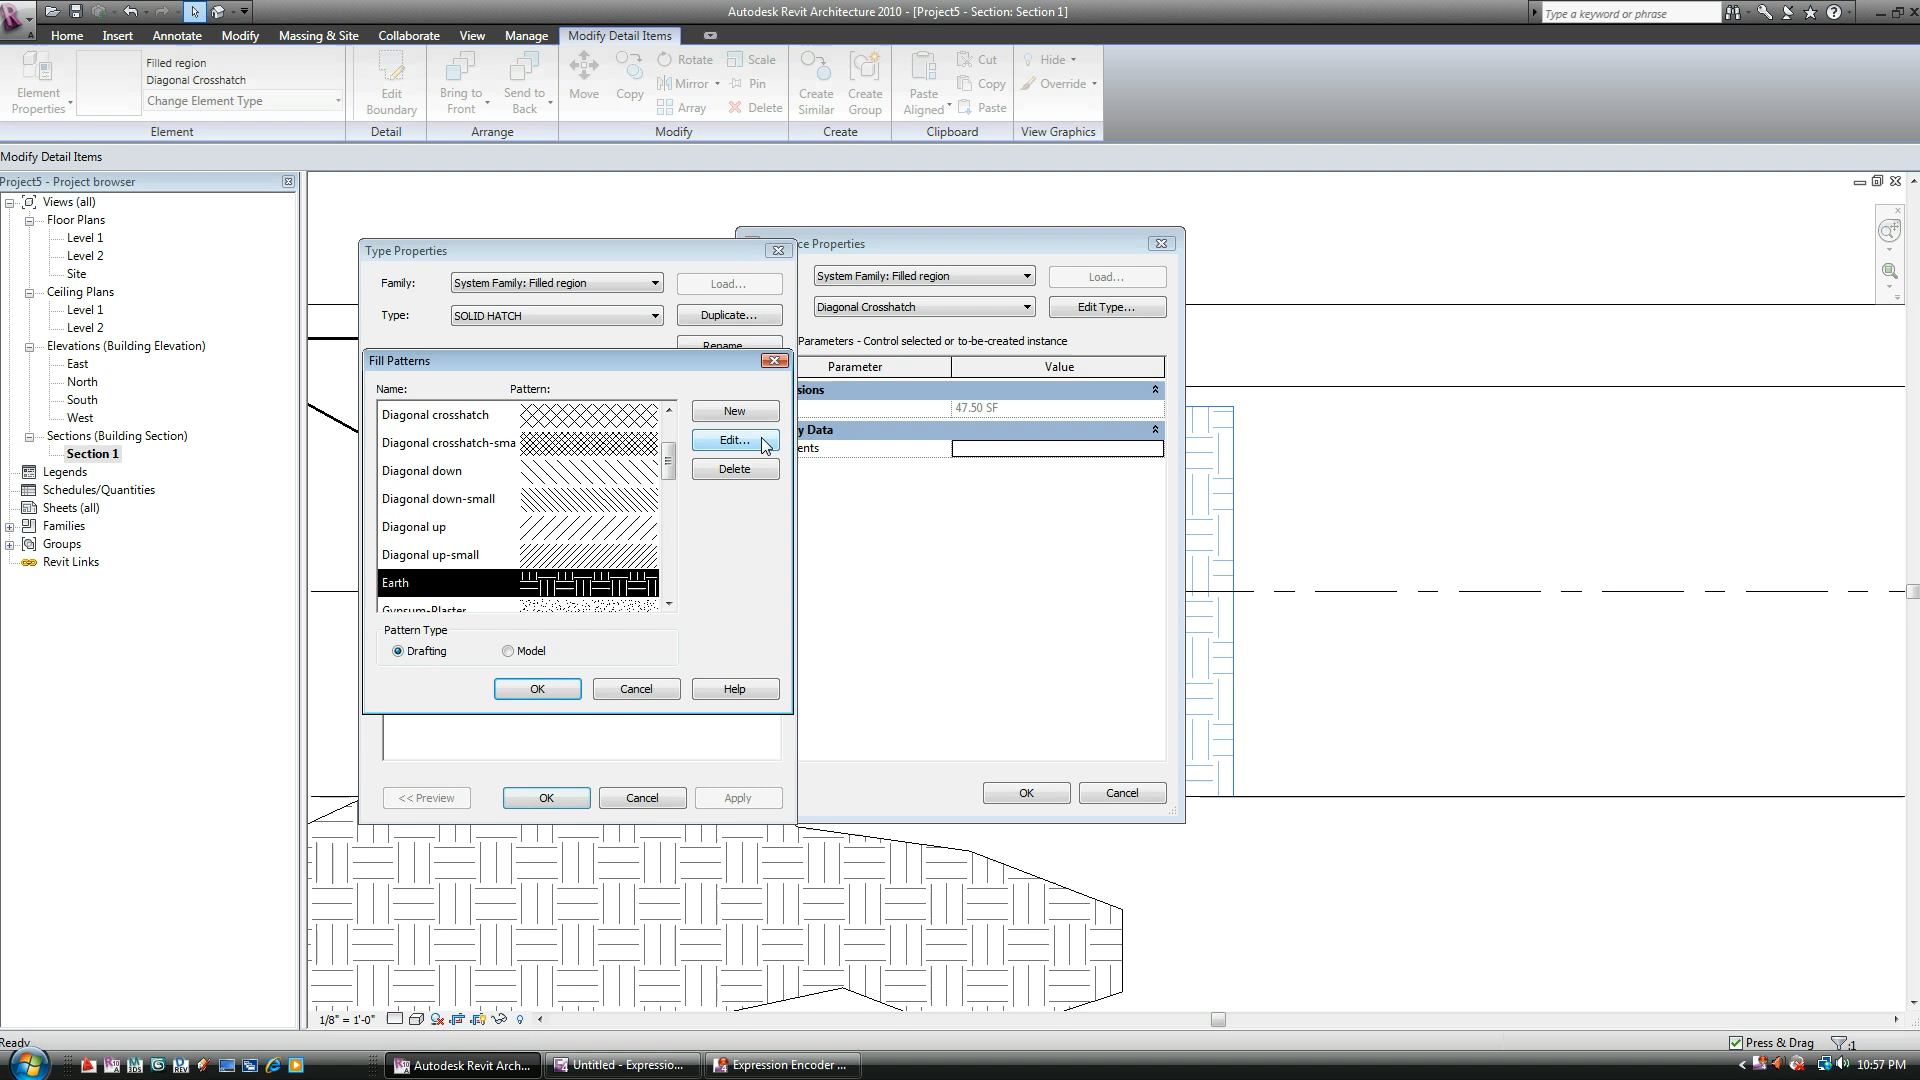 Autodesk Revit Architecture 2010 - [Project5 - Section: Section 1]
Type a keyword or phrase
Home Insert Annotate Modify Massing & Site Collaborate View Manage Modify Detail Items
Element Properties
Filled region
Diagonal Crosshatch
Change Element Type
Edit Boundary
Bring to Front
Send to Back
Move
Copy
Rotate
Mirror
Array
Scale
Pin
Delete
Create Similar
Create Group
Paste Aligned
Cut
Copy
Paste
Hide
Override
Element Detail Arrange Modify Create Clipboard View Graphics
Modify Detail Items
Project5 - Project browser
Views (all)
Floor Plans
Level 1
Level 2
Site
Ceiling Plans
Level 1
Level 2
Elevations (Building Elevation)
East
North
South
West
Sections (Building Section)
Section 1
Legends
Schedules/Quantities
Sheets (all)
Families
Groups
Revit Links
Type Properties
Family: System Family: Filled region Load...
Type: SOLID HATCH Duplicate...
Rename
Fill Patterns
Name: Pattern:
Diagonal crosshatch
Diagonal crosshatch-sma
Diagonal down
Diagonal down-small
Diagonal up
Diagonal up-small
Earth
Gypsum-Plaster
New
Edit...
Delete
Pattern Type
Drafting Model
OK Cancel Help
<< Preview OK Cancel Apply
ce Properties
System Family: Filled region Load...
Diagonal Crosshatch Edit Type...
Parameters - Control selected or to-be-created instance
Parameter Value
sions
47.50 SF
y Data
ents
OK Cancel
1/8" = 1'-0"
Ready
Press & Drag
:1
Autodesk Revit Arch...
Untitled - Expressio...
Expression Encoder ...
10:57 PM